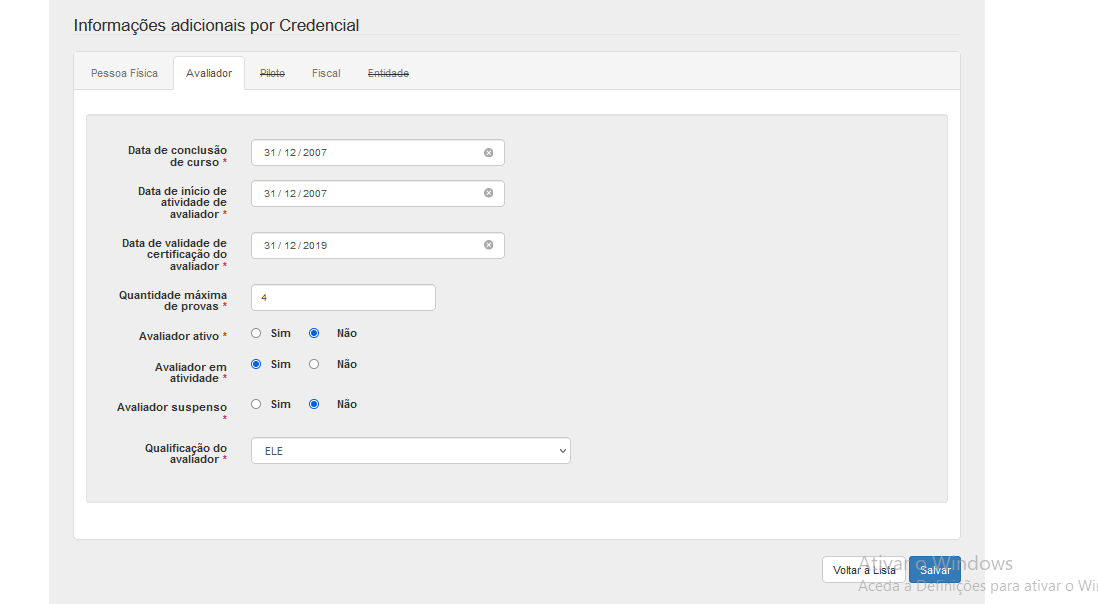 Informações adicionais por Credencial
Pessoa Física Avaliador Piloto Fiscal Entidade
Data de conclusão
de curso *
31 / 12 / 2007
Data de início de
atividade de
avaliador *
31 / 12 / 2007
Data de validade de
certificação do
avaliador *
31 / 12 / 2019
Quantidade máxima
de provas *
4
Avaliador ativo *
Sim Não
Avaliador em
atividade *
Sim Não
Avaliador suspenso
*
Sim Não
Qualificação do
avaliador *
ELE
Voltar à Lista Salvar
Ativar o Windows
Aceda a Definições para ativar o Wi